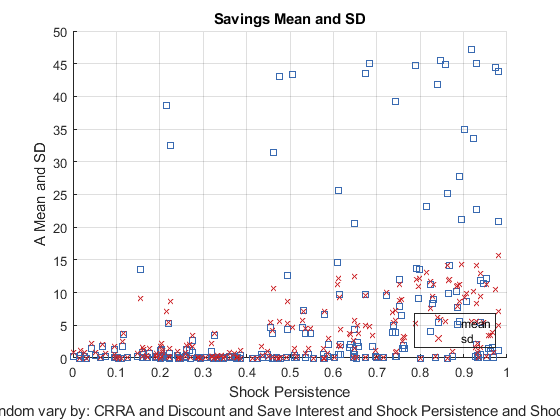 Savings Mean and SD
50
45
40
35
30
25
20
15
10
5
0
A Mean and SD
mean
sd
0 0.1 0.2 0.3 0.4 0.5 0.6 0.7 0.8 0.9 1
Shock Persistence
ndom vary by: CRRA and Discount and Save Interest and Shock Persistence and Sho